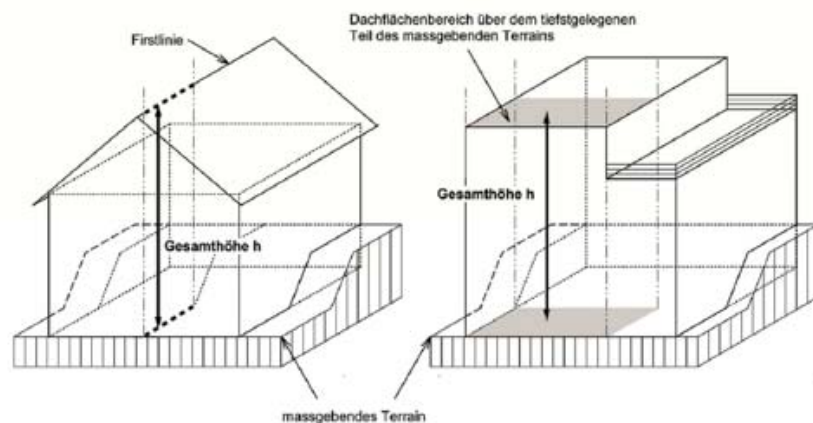 Firstlinie
Dachflächenbereich über dem tiefstgelegenen
Teil des massgebenden Terrains
Gesamthöhe h
Gesamthöhe h
massgebendes Terrain